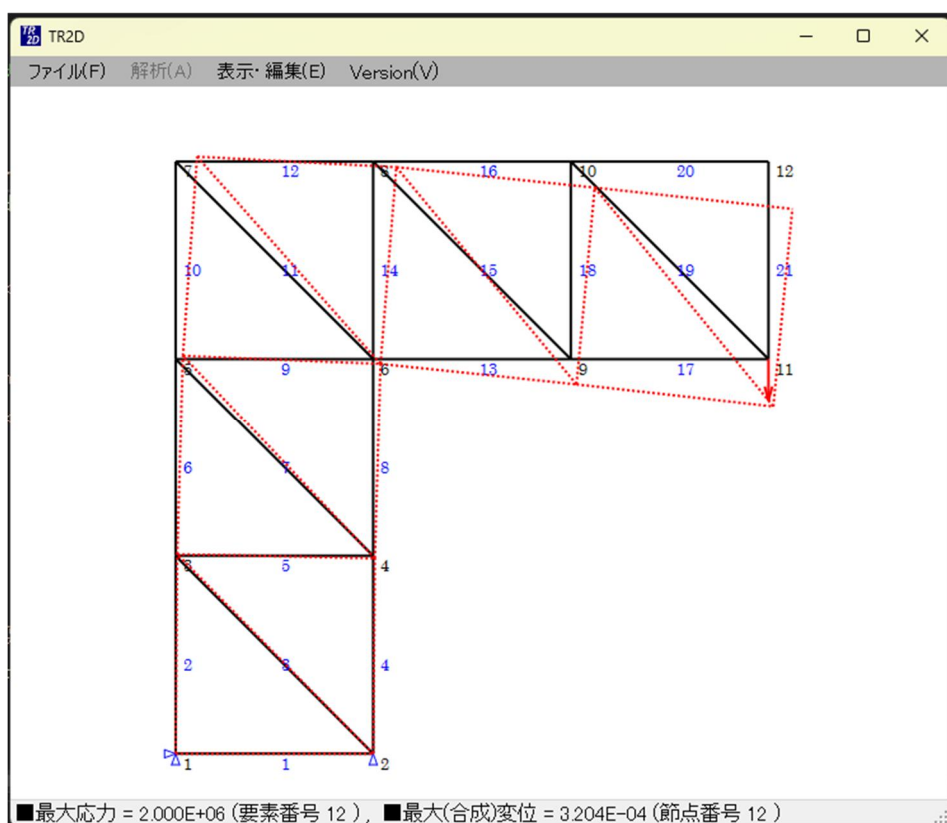 TR2D
ファイル(F) 解析(A) 表示・編集(E) Version(V)
7 12 8 16 10 20 12
10 11 14 15 18 19 21
5 9 6 13 9 17 11
6 7 8
3 5 4
2 3 4
1 1 2
■最大応力 = 2.000E+06 (要素番号 12 ) , ■最大(合成)変位 = 3.204E-04 (節点番号 12 )